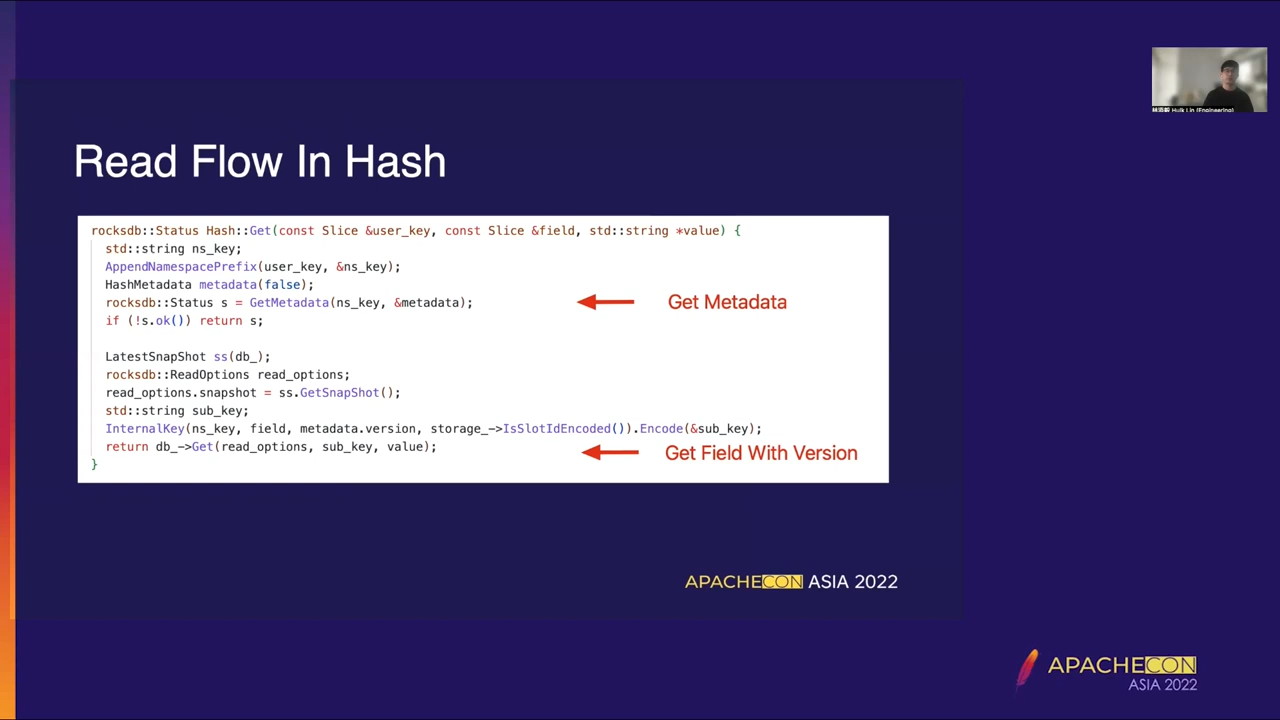 Read Flow In Hash
rocksdb::Status Hash::Get(const Slice &user_key, const Slice &field, std::string *value) {
std::string ns_key;
AppendNamespacePrefix(user_key, &ns_key);
HashMetadata metadata(false);
rocksdb::Status s = GetMetadata(ns_key, &metadata);
Get Metadata
if (!s.ok()) return s;
LatestSnapShot ss(db_);
rocksdb::ReadOptions read_options;
read_options.snapshot = ss.GetSnapShot();
std::string sub_key;
InternalKey(ns_key, field, metadata.version, storage_->IsSlotIdEncoded()).Encode(&sub_key);
return db_->Get(read_options, sub_key, value);
Get Field With Version
}
APACHECON ASIA 2022
Hulk Lin (Engineering)
APACHECON
ASIA 2022